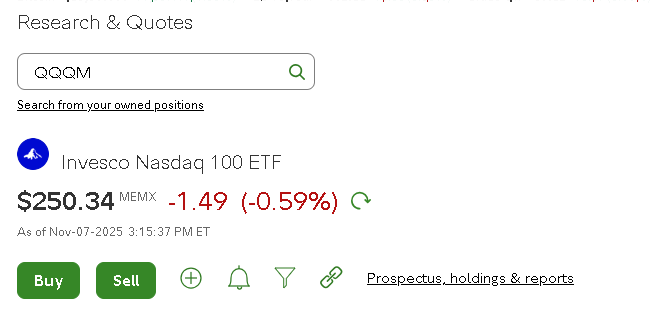 Research & Quotes
QQQM
Search from your owned positions
Invesco Nasdaq 100 ETF
$250.34 MEMX -1.49 (-0.59%)
As of Nov-07-2025 3:15:37 PM ET
Buy Sell Prospectus, holdings & reports